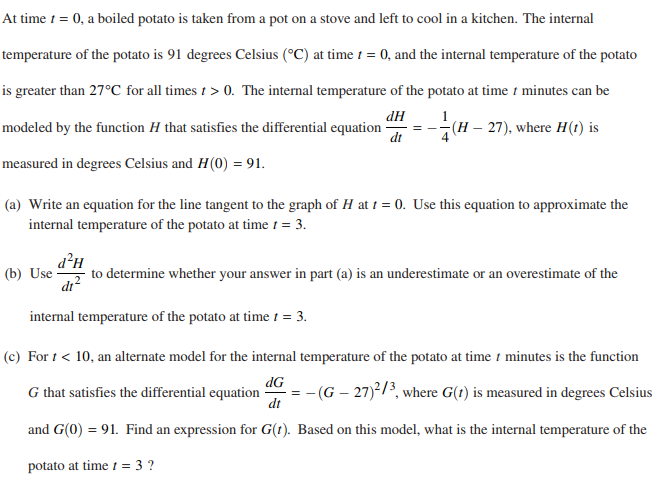 At time t = 0, a boiled potato is taken from a pot on a stove and left to cool in a kitchen. The internal
temperature of the potato is 91 degrees Celsius (°C) at time t = 0, and the internal temperature of the potato
is greater than 27°C for all times t > 0. The internal temperature of the potato at time t minutes can be
modeled by the function H that satisfies the differential equation dH/dt = −1/4(H − 27), where H(t) is
measured in degrees Celsius and H(0) = 91.
(a) Write an equation for the line tangent to the graph of H at t = 0. Use this equation to approximate the
internal temperature of the potato at time t = 3.
(b) Use d²H/dt² to determine whether your answer in part (a) is an underestimate or an overestimate of the
internal temperature of the potato at time t = 3.
(c) For t < 10, an alternate model for the internal temperature of the potato at time t minutes is the function
G that satisfies the differential equation dG/dt = −(G − 27)^2/3, where G(t) is measured in degrees Celsius
and G(0) = 91. Find an expression for G(t). Based on this model, what is the internal temperature of the
potato at time t = 3 ?